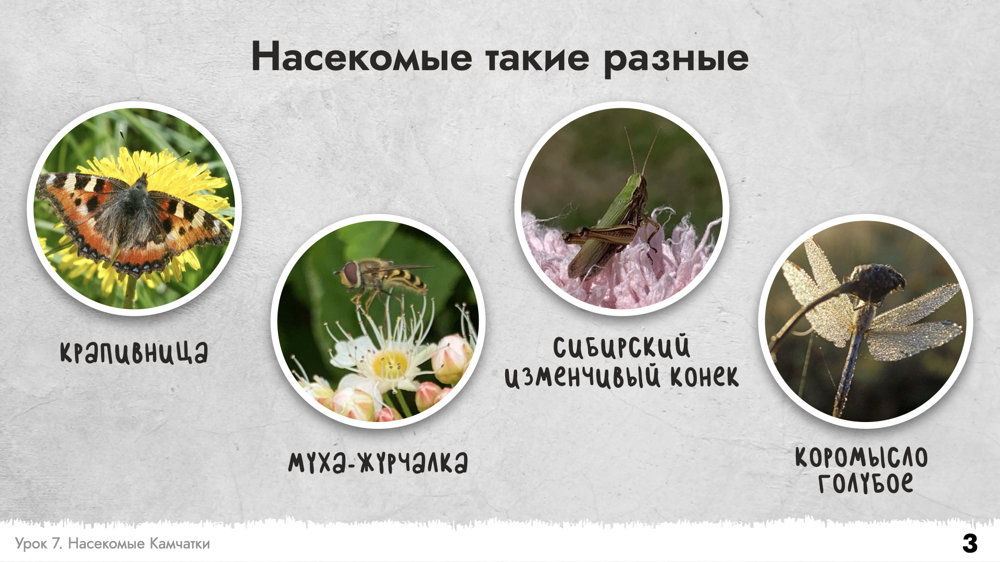 Насекомые такие разные
крапивница
муха-журчалка
сибирский
изменчивый конек
коромысло
голубое
Урок 7. Насекомые Камчатки
3